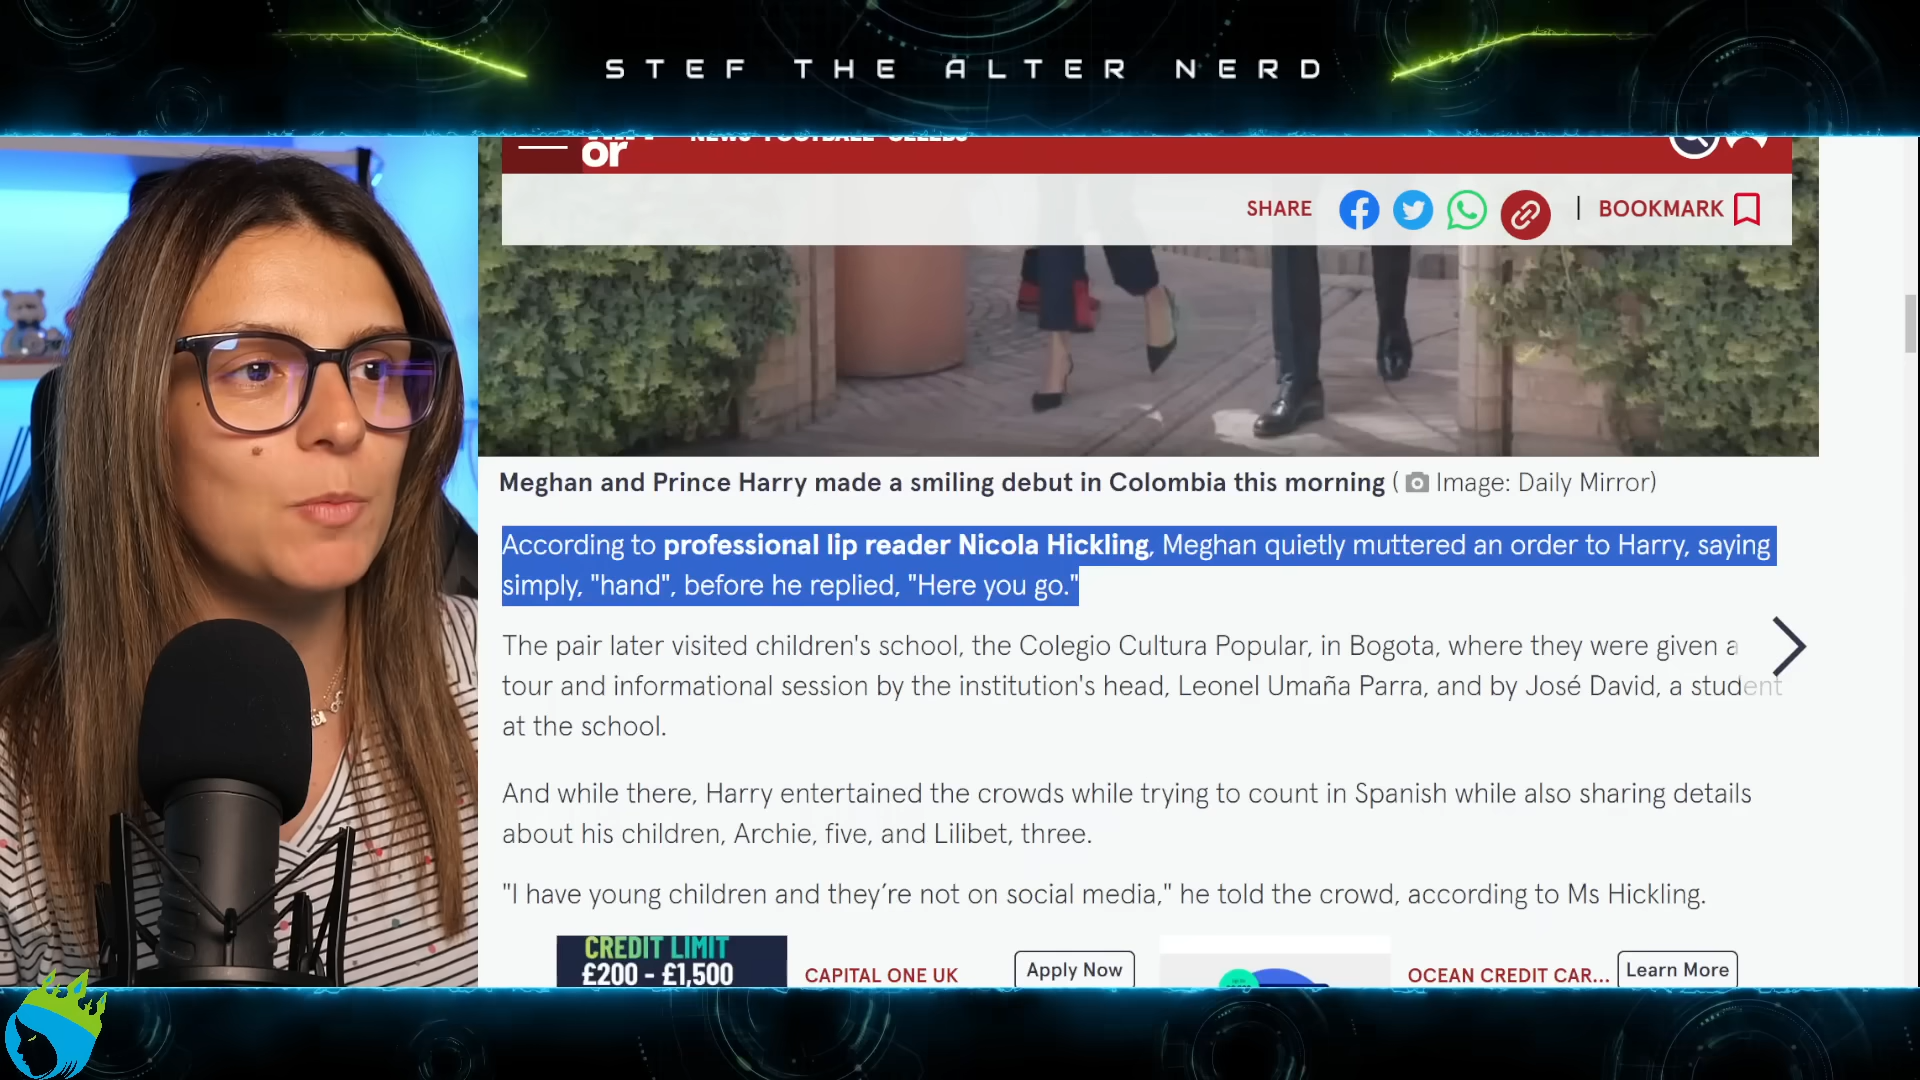 STEF THE ALTER NERD
or
NEWS FOOTBALL CELEBS
SHARE
| BOOKMARK
Meghan and Prince Harry made a smiling debut in Colombia this morning ( Image: Daily Mirror)
According to professional lip reader Nicola Hickling, Meghan quietly muttered an order to Harry, saying
simply, "hand", before he replied, "Here you go."
The pair later visited children's school, the Colegio Cultura Popular, in Bogota, where they were given a
tour and informational session by the institution's head, Leonel Umaña Parra, and by José David, a student
at the school.
And while there, Harry entertained the crowds while trying to count in Spanish while also sharing details
about his children, Archie, five, and Lilibet, three.
"I have young children and they’re not on social media," he told the crowd, according to Ms Hickling.
CREDIT LIMIT
£200 - £1,500
CAPITAL ONE UK
Apply Now
OCEAN CREDIT CAR...
Learn More